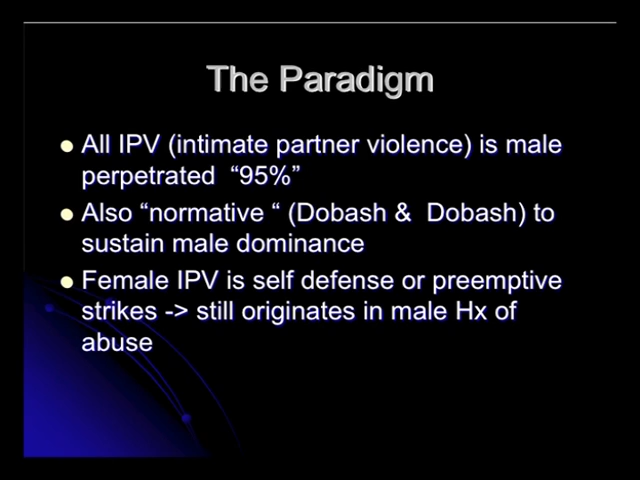 The Paradigm
All IPV (intimate partner violence) is male
perpetrated “95%”
Also “normative “ (Dobash & Dobash) to
sustain male dominance
Female IPV is self defense or preemptive
strikes -> still originates in male Hx of
abuse